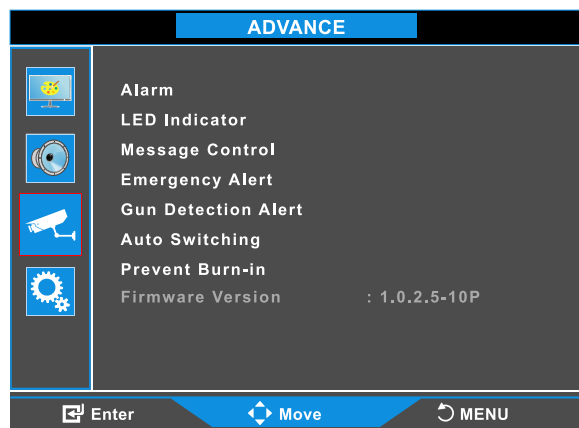 ADVANCE
Alarm
LED Indicator
Message Control
Emergency Alert
Gun Detection Alert
Auto Switching
Prevent Burn-in
Firmware Version : 1.0.2.5-10P
Enter Move MENU